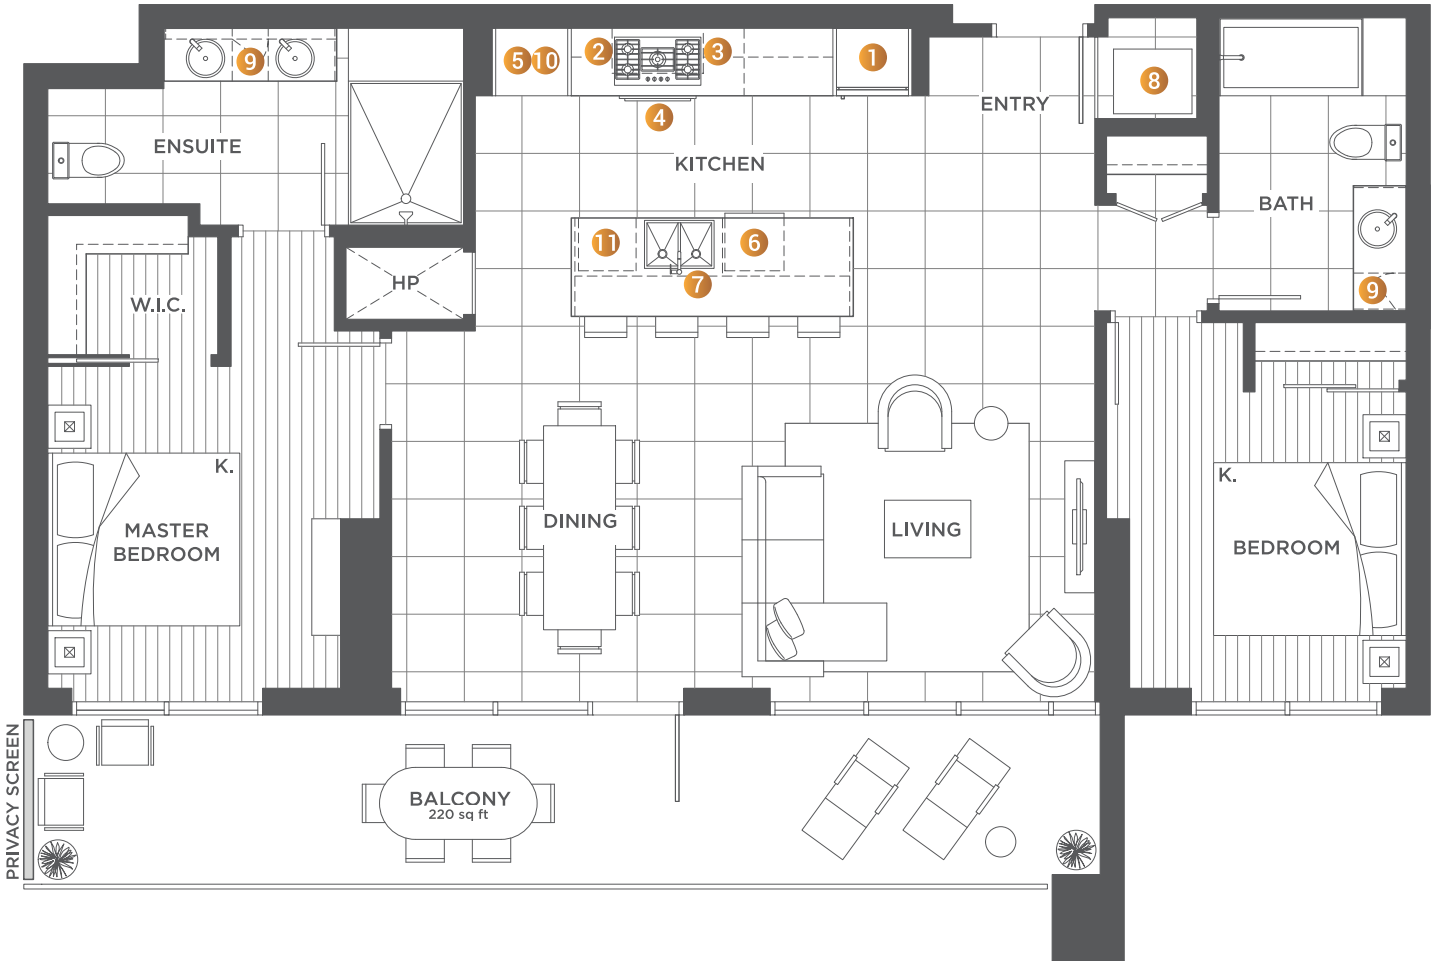 5
10
2
3
1
9
8
ENTRY
4
ENSUITE
KITCHEN
BATH
11
6
HP
7
9
W.I.C.
K.
K.
MASTER
BEDROOM
DINING
LIVING
BEDROOM
PRIVACY SCREEN
BALCONY
220 sq ft